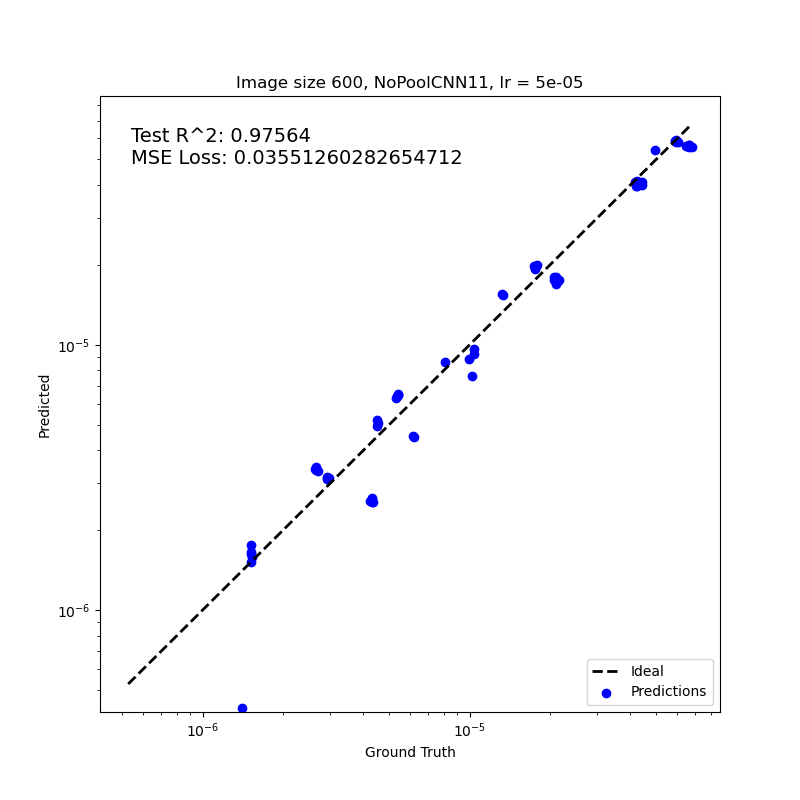 Image size 600, NoPoolCNN11, lr = 5e-05
Test R^2: 0.97564
MSE Loss: 0.03551260282654712
Predicted
10⁻⁵
10⁻⁶
Ideal
Predictions
10⁻⁶
10⁻⁵
Ground Truth